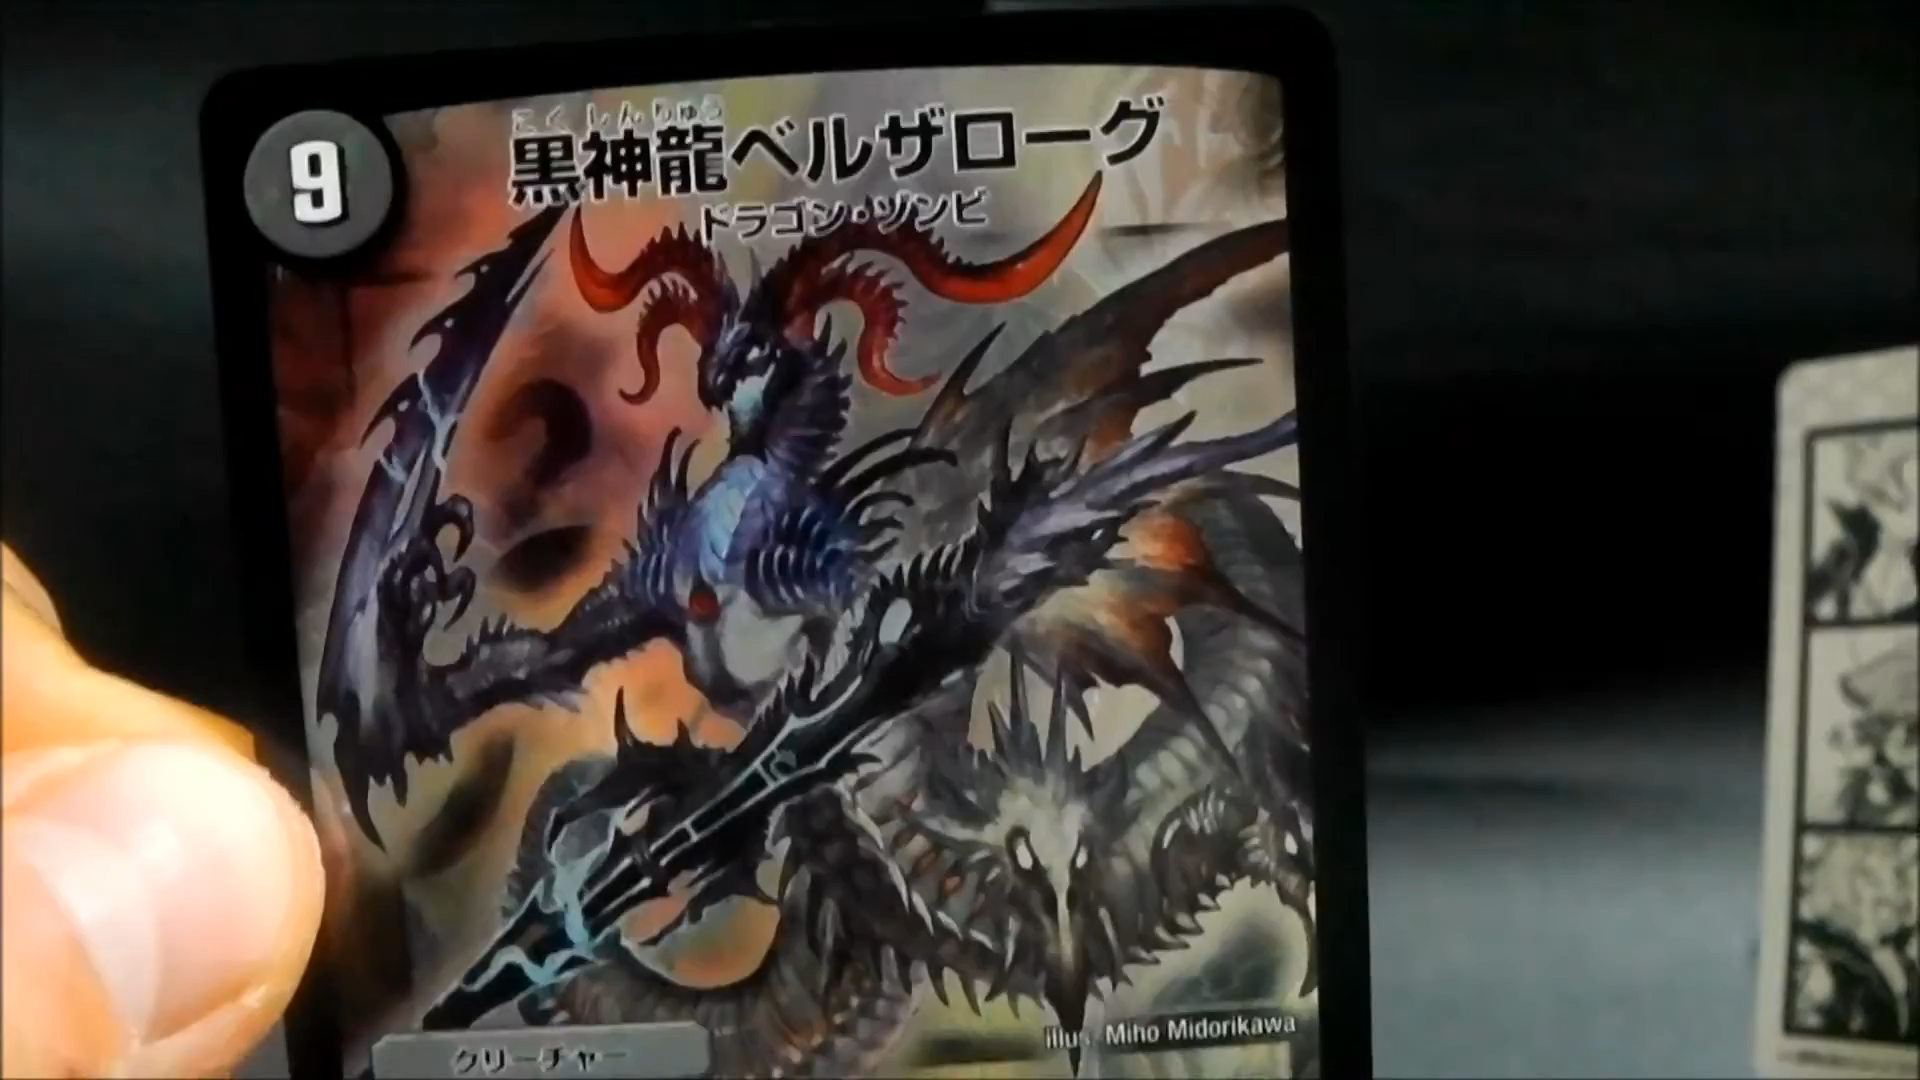 9
こくしんりゅう
黒神龍ベルザローグ
ドラゴン・ゾンビ
illus. Miho Midorikawa
クリーチャー